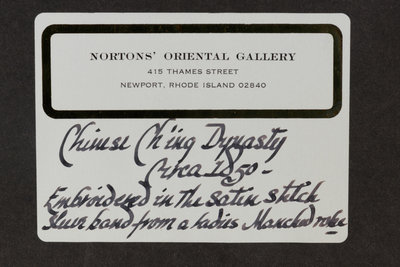 NORTONS' ORIENTAL GALLERY
415 THAMES STREET
NEWPORT, RHODE ISLAND 02840
Chinese Ch'ing Dynasty
Circa 1850 -
Embroidered in the satin stitch
Sleeve band from a ladies Manchu robe